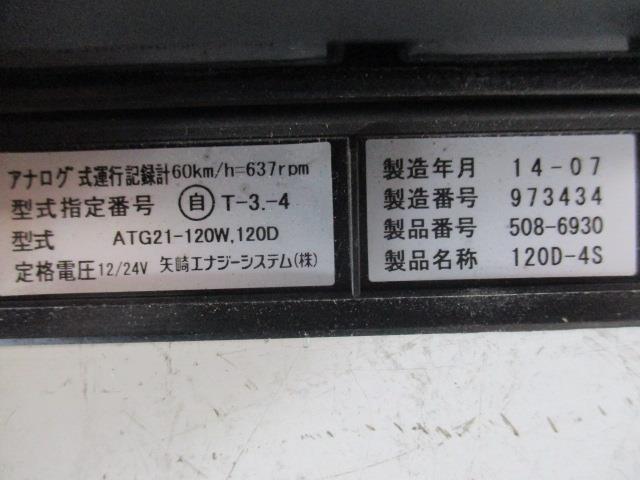 アナログ式運行記録計60km/h=637rpm
型式指定番号 自 T-3.-4
型式 ATG21-120W,120D
定格電圧12/24V 矢崎エナジーシステム(株)
製造年月 14-07
製造番号 973434
製品番号 508-6930
製品名称 120D-4S